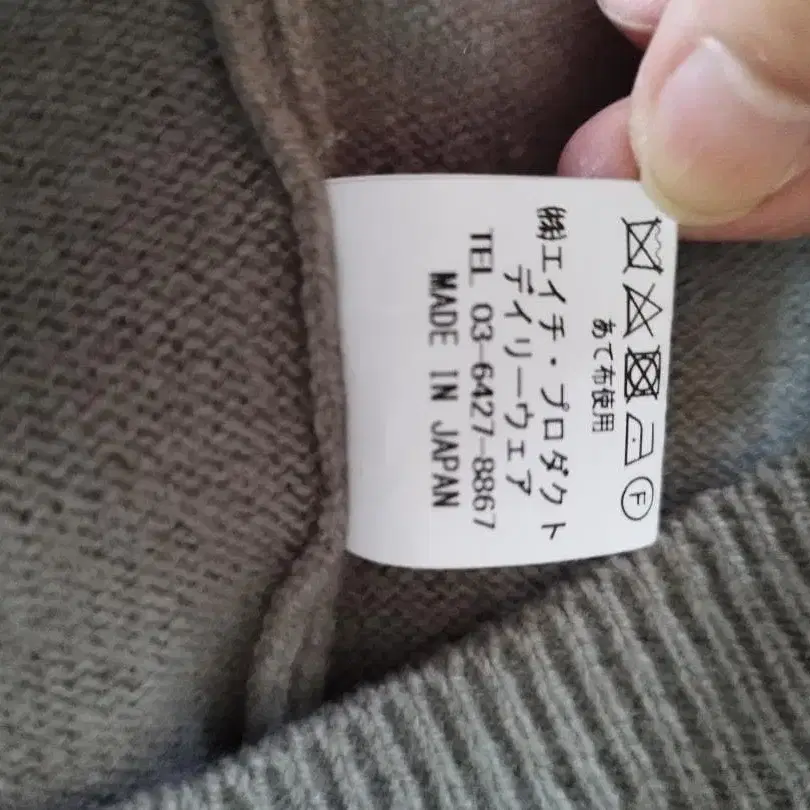 F
あて布使用
㈱エイチ・プロダクト
デイリーウェア
TEL 03-6427-8867
MADE IN JAPAN